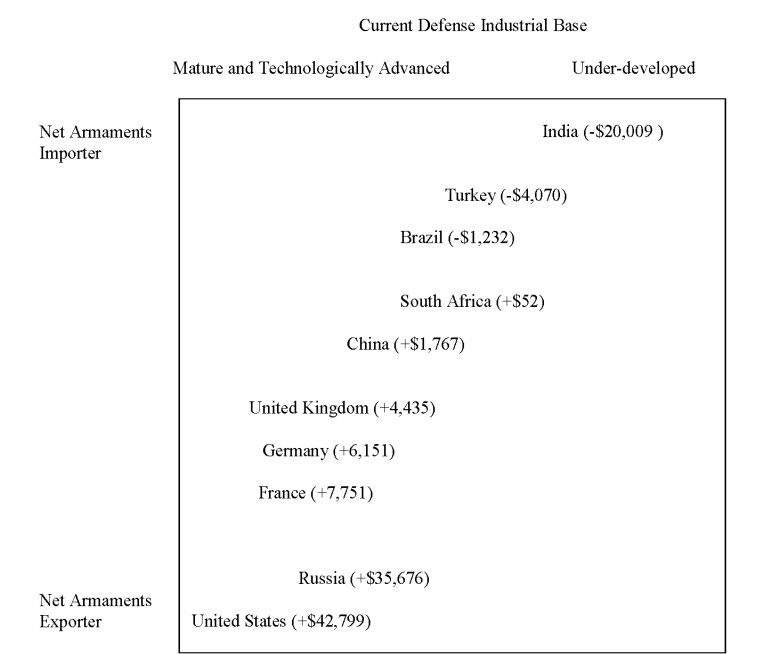 Current Defense Industrial Base
Mature and Technologically Advanced
Under-developed
Net Armaments
Importer
India (-$20,009 )
Turkey (-$4,070)
Brazil (-$1,232)
South Africa (+$52)
China (+$1,767)
United Kingdom (+4,435)
Germany (+6,151)
France (+7,751)
Russia (+$35,676)
Net Armaments
Exporter
United States (+$42,799)